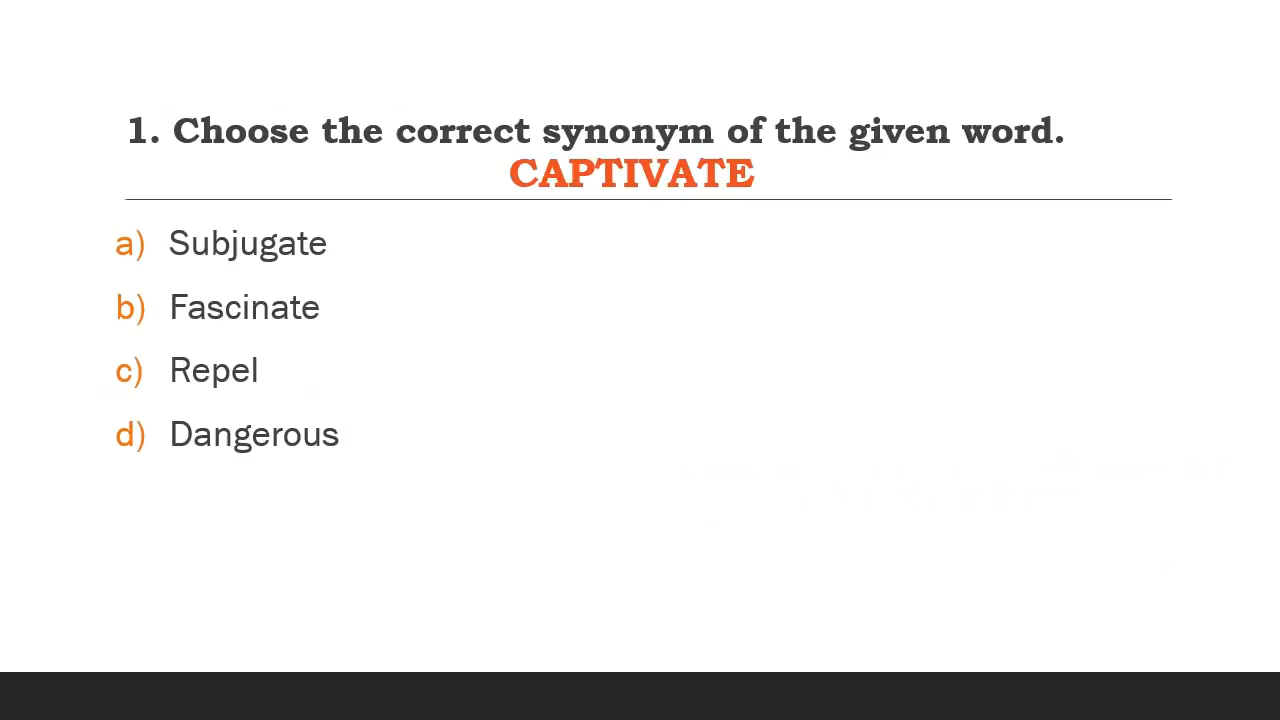 1. Choose the correct synonym of the given word.
CAPTIVATE
a) Subjugate
b) Fascinate
c) Repel
d) Dangerous